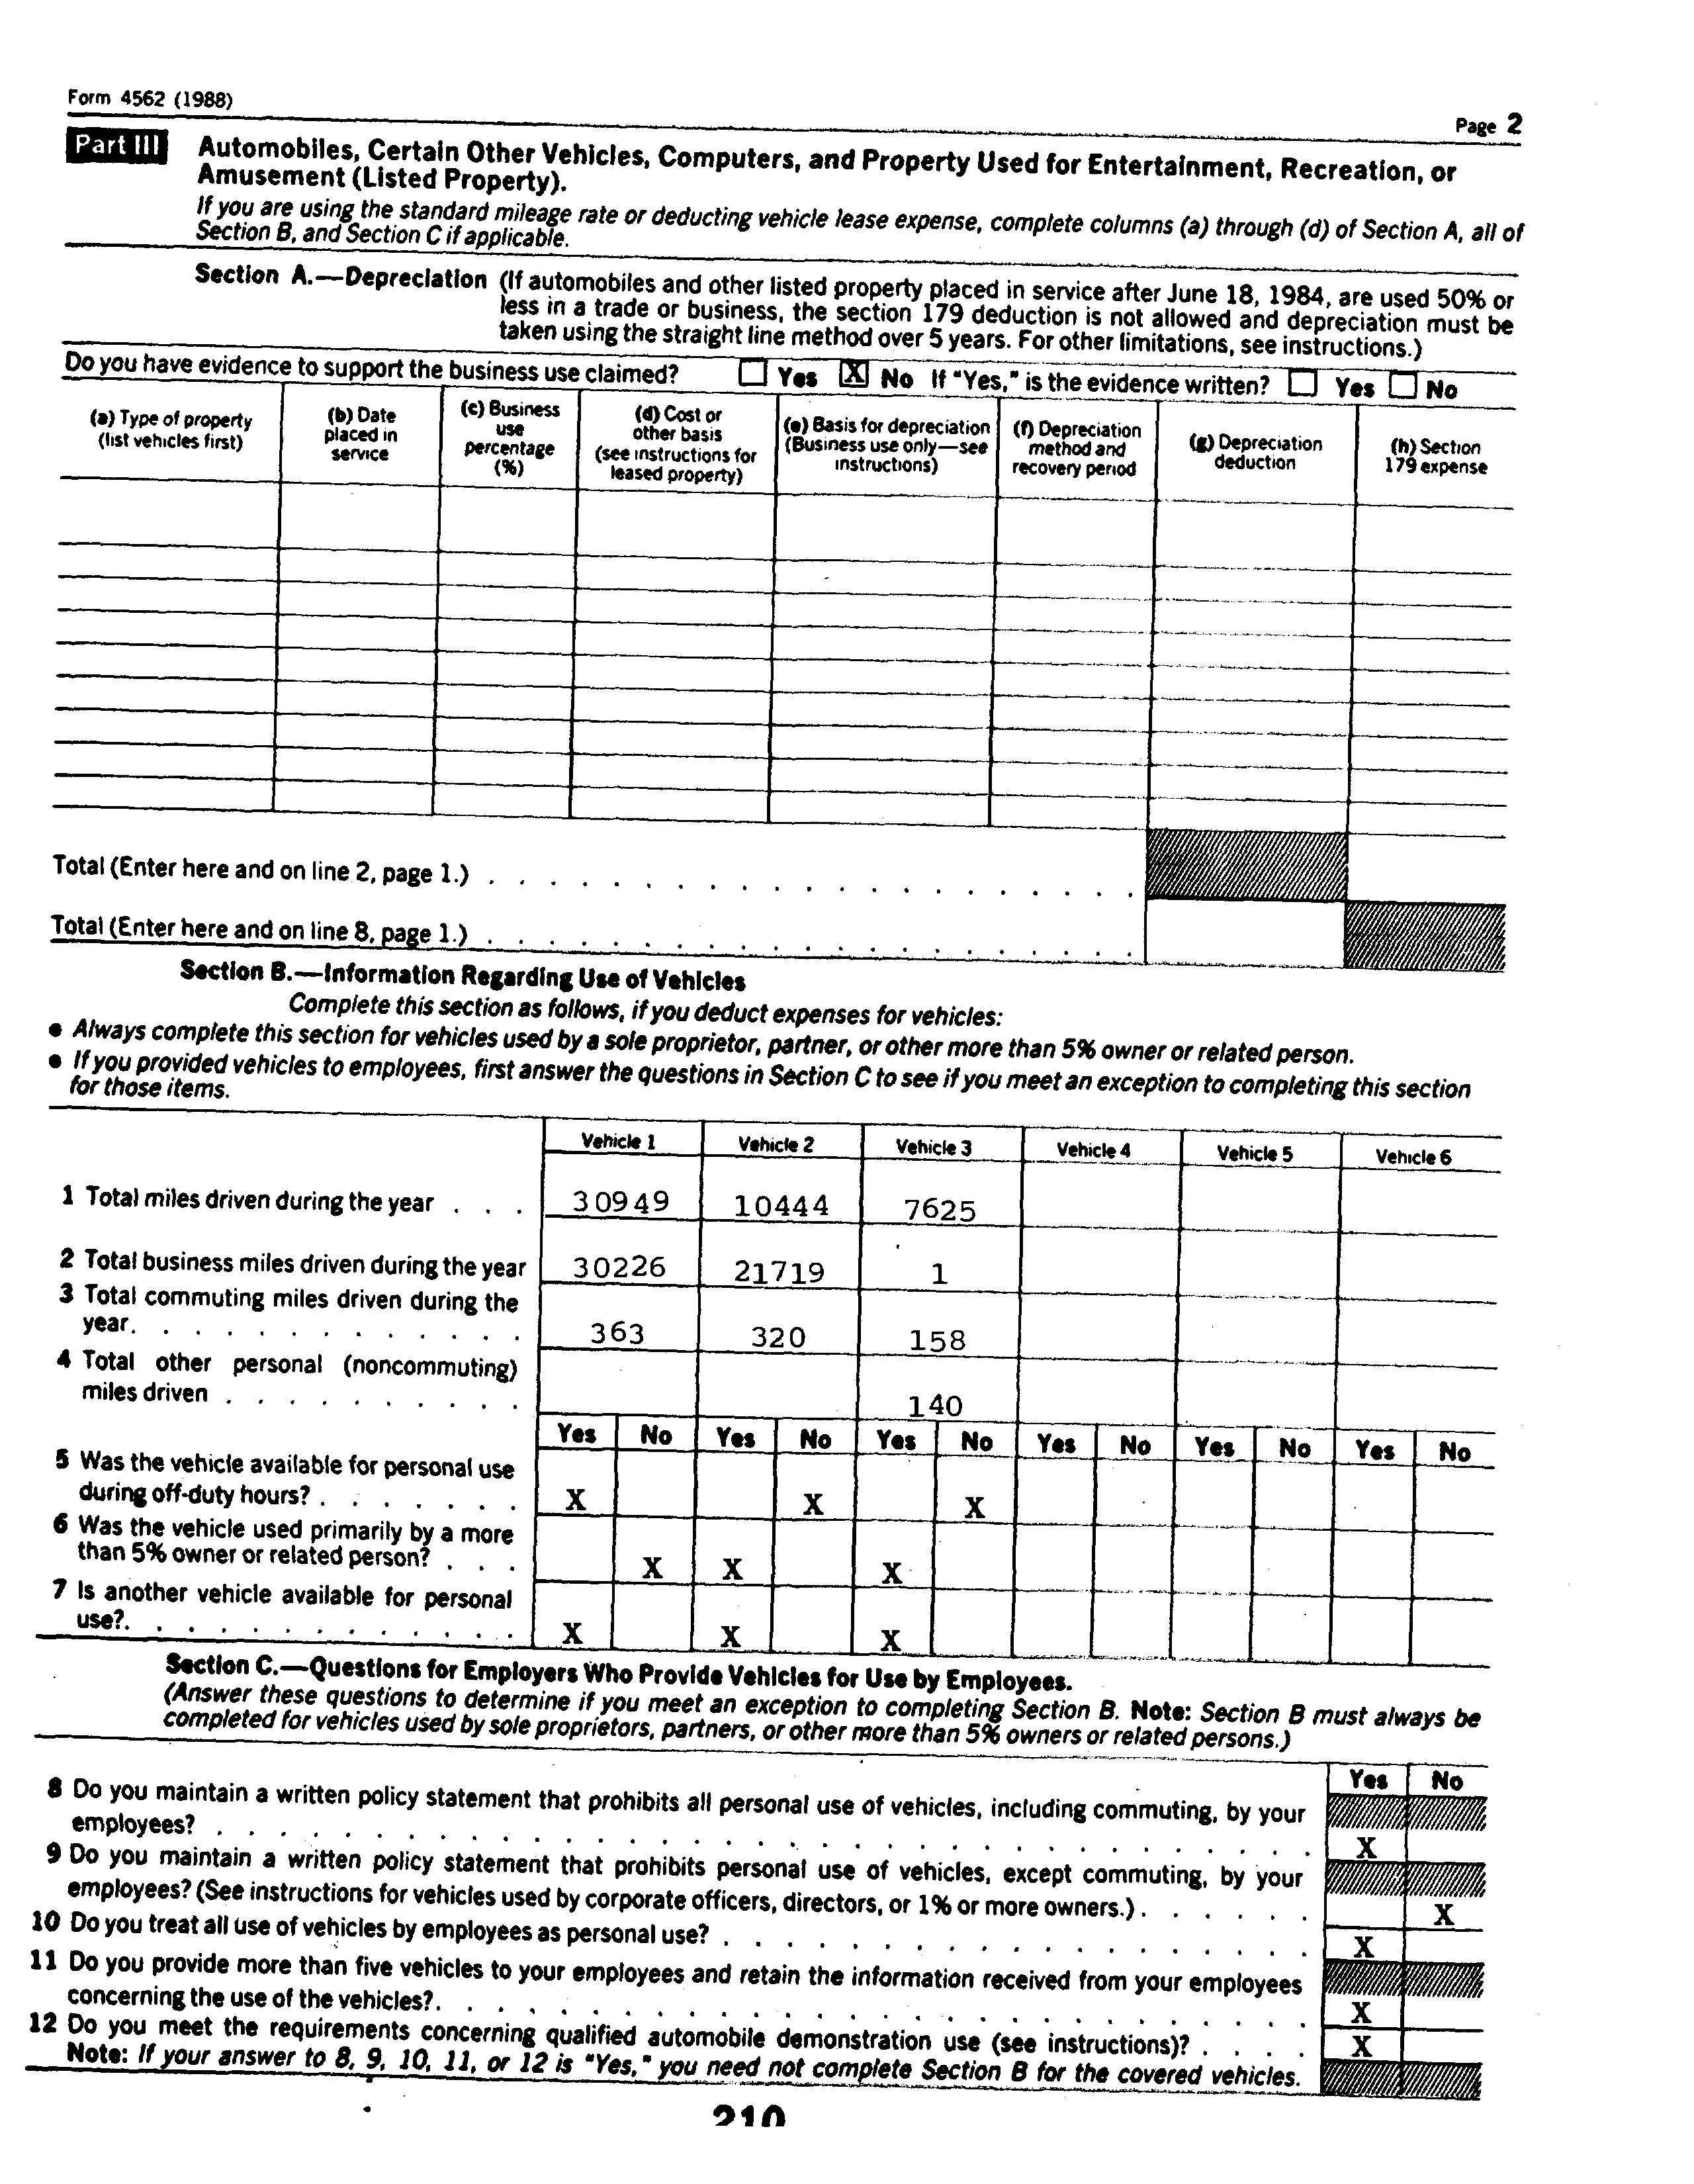 Form 4562 (1988)
Page 2
Part III
Automobiles, Certain Other Vehicles, Computers, and Property Used for Entertainment, Recreation, or
Amusement (Listed Property).
If you are using the standard mileage rate or deducting vehicle lease expense, complete columns (a) through (d) of Section A, all of
Section B, and Section C if applicable.
Section A.—Depreciation (If automobiles and other listed property placed in service after June 18, 1984, are used 50% or
less in a trade or business, the section 179 deduction is not allowed and depreciation must be
taken using the straight line method over 5 years. For other limitations, see instructions.)
Do you have evidence to support the business use claimed? Yes X No If "Yes," is the evidence written? Yes No
(a) Type of property
(list vehicles first)
(b) Date
placed in
service
(c) Business
use
percentage
(%)
(d) Cost or
other basis
(see instructions for
leased property)
(e) Basis for depreciation
(Business use only—see
instructions)
(f) Depreciation
method and
recovery period
(g) Depreciation
deduction
(h) Section
179 expense
Total (Enter here and on line 2, page 1.) . . . . . . . . . . . . . . . . . . . . .
Total (Enter here and on line 8, page 1.) . . . . . . . . . . . . . . . . . . . . .
Section B.—Information Regarding Use of Vehicles
Complete this section as follows, if you deduct expenses for vehicles:
● Always complete this section for vehicles used by a sole proprietor, partner, or other more than 5% owner or related person.
● If you provided vehicles to employees, first answer the questions in Section C to see if you meet an exception to completing this section
for those items.
Vehicle 1 Vehicle 2 Vehicle 3 Vehicle 4 Vehicle 5 Vehicle 6
1 Total miles driven during the year . . . 30949 10444 7625
2 Total business miles driven during the year 30226 21719 1
3 Total commuting miles driven during the
year. . . . . . . . . . . . . 363 320 158
4 Total other personal (noncommuting)
miles driven . . . . . . . . . . 140
Yes No Yes No Yes No Yes No Yes No Yes No
5 Was the vehicle available for personal use
during off-duty hours? . . . . . . . X X X
6 Was the vehicle used primarily by a more
than 5% owner or related person? . . . X X X
7 Is another vehicle available for personal
use?. . . . . . . . . . . . . X X X
Section C.—Questions for Employers Who Provide Vehicles for Use by Employees.
(Answer these questions to determine if you meet an exception to completing Section B. Note: Section B must always be
completed for vehicles used by sole proprietors, partners, or other more than 5% owners or related persons.)
Yes No
8 Do you maintain a written policy statement that prohibits all personal use of vehicles, including commuting, by your
employees? . . . . . . . . . . . . . . . . . . . . . . . . . . . . . . . . . . . X
9 Do you maintain a written policy statement that prohibits personal use of vehicles, except commuting, by your
employees? (See instructions for vehicles used by corporate officers, directors, or 1% or more owners.) . . . . . . X
10 Do you treat all use of vehicles by employees as personal use? . . . . . . . . . . . . . . . . . . . X
11 Do you provide more than five vehicles to your employees and retain the information received from your employees
concerning the use of the vehicles?. . . . . . . . . . . . . . . . . . . . . . . . . . . . X
12 Do you meet the requirements concerning qualified automobile demonstration use (see instructions)? . . . . X
Note: If your answer to 8, 9, 10, 11, or 12 is "Yes," you need not complete Section B for the covered vehicles.
210